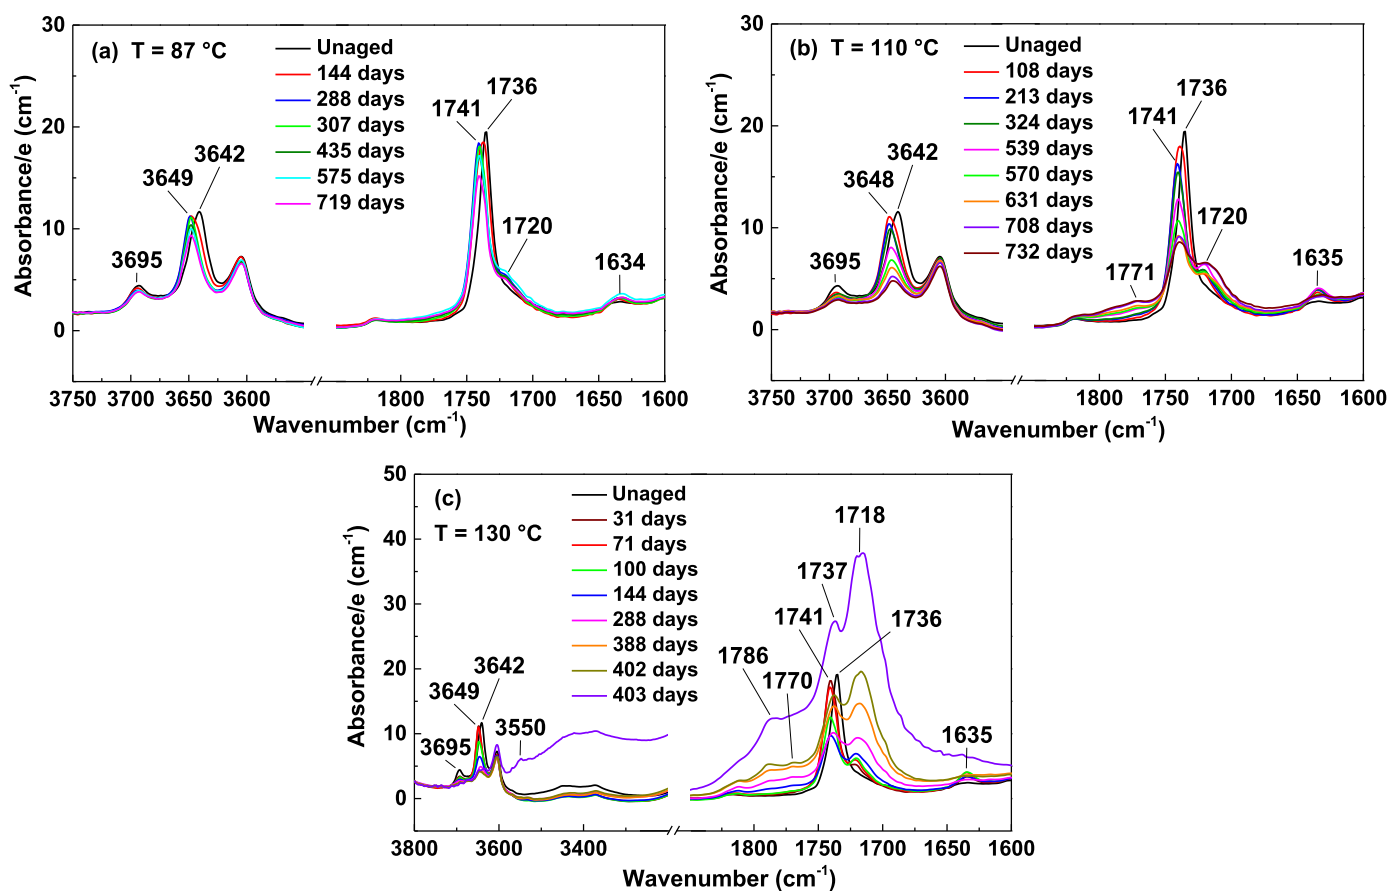 (a) T = 87 °C
Unaged
144 days
288 days
307 days
435 days
575 days
719 days
3695
3649
3642
1741
1736
1720
1634
30
20
10
0
Absorbance/e (cm-1)
3750 3700 3650 3600 1800 1750 1700 1650 1600
Wavenumber (cm-1)
(b) T = 110 °C
Unaged
108 days
213 days
324 days
539 days
570 days
631 days
708 days
732 days
3695
3648
3642
1771
1741
1736
1720
1635
30
20
10
0
Absorbance/e (cm-1)
3750 3700 3650 3600 1800 1750 1700 1650 1600
Wavenumber (cm-1)
(c)
T = 130 °C
Unaged
31 days
71 days
100 days
144 days
288 days
388 days
402 days
403 days
3695
3649
3642
3550
1786
1770
1741
1737
1718
1736
1635
50
40
30
20
10
0
Absorbance/e (cm-1)
3800 3600 3400 1800 1750 1700 1650 1600
Wavenumber (cm-1)